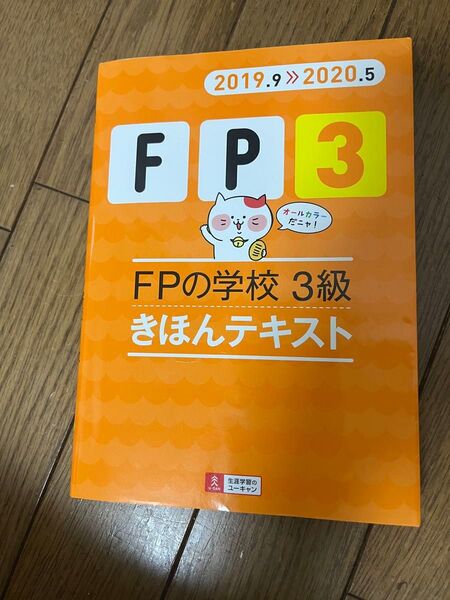 2019.9 >> 2020.5
F P 3
オールカラー
だニャ!
FPの学校 3級
きほんテキスト
U-CAN
生涯学習の
ユーキャン